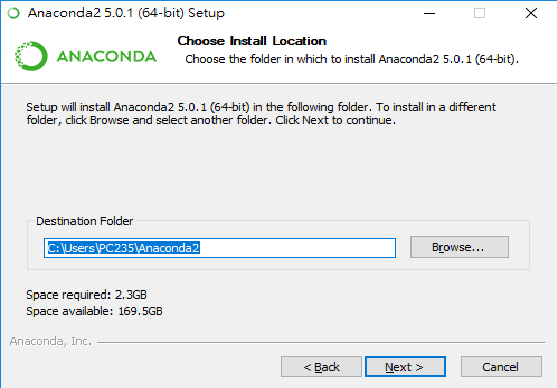 Anaconda2 5.0.1 (64-bit) Setup
ANACONDA
Choose Install Location
Choose the folder in which to install Anaconda2 5.0.1 (64-bit).
Setup will install Anaconda2 5.0.1 (64-bit) in the following folder. To install in a different
folder, click Browse and select another folder. Click Next to continue.
Destination Folder
C:\Users\PC235\Anaconda2
Browse...
Space required: 2.3GB
Space available: 169.5GB
Anaconda, Inc.
< Back
Next >
Cancel